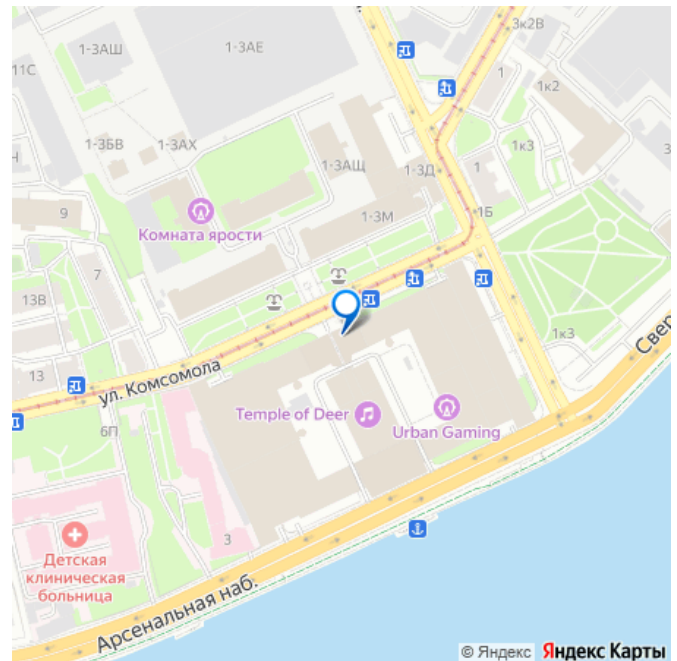 3к2В
1-3АШ
1-3АЕ
11С
1
1к2
1-3БВ
1-3АХ
1к3
Н
1-3АЩ
1-3Д
1
3
9
1-3М
1Б
Комната ярости
7
13В
1к3
Свер
13
ул. Комсомола
Temple of Deer
Urban Gaming
6П
3
Детская
клиническая
больница
Арсенальная наб.
© Яндекс Яндекс Карты